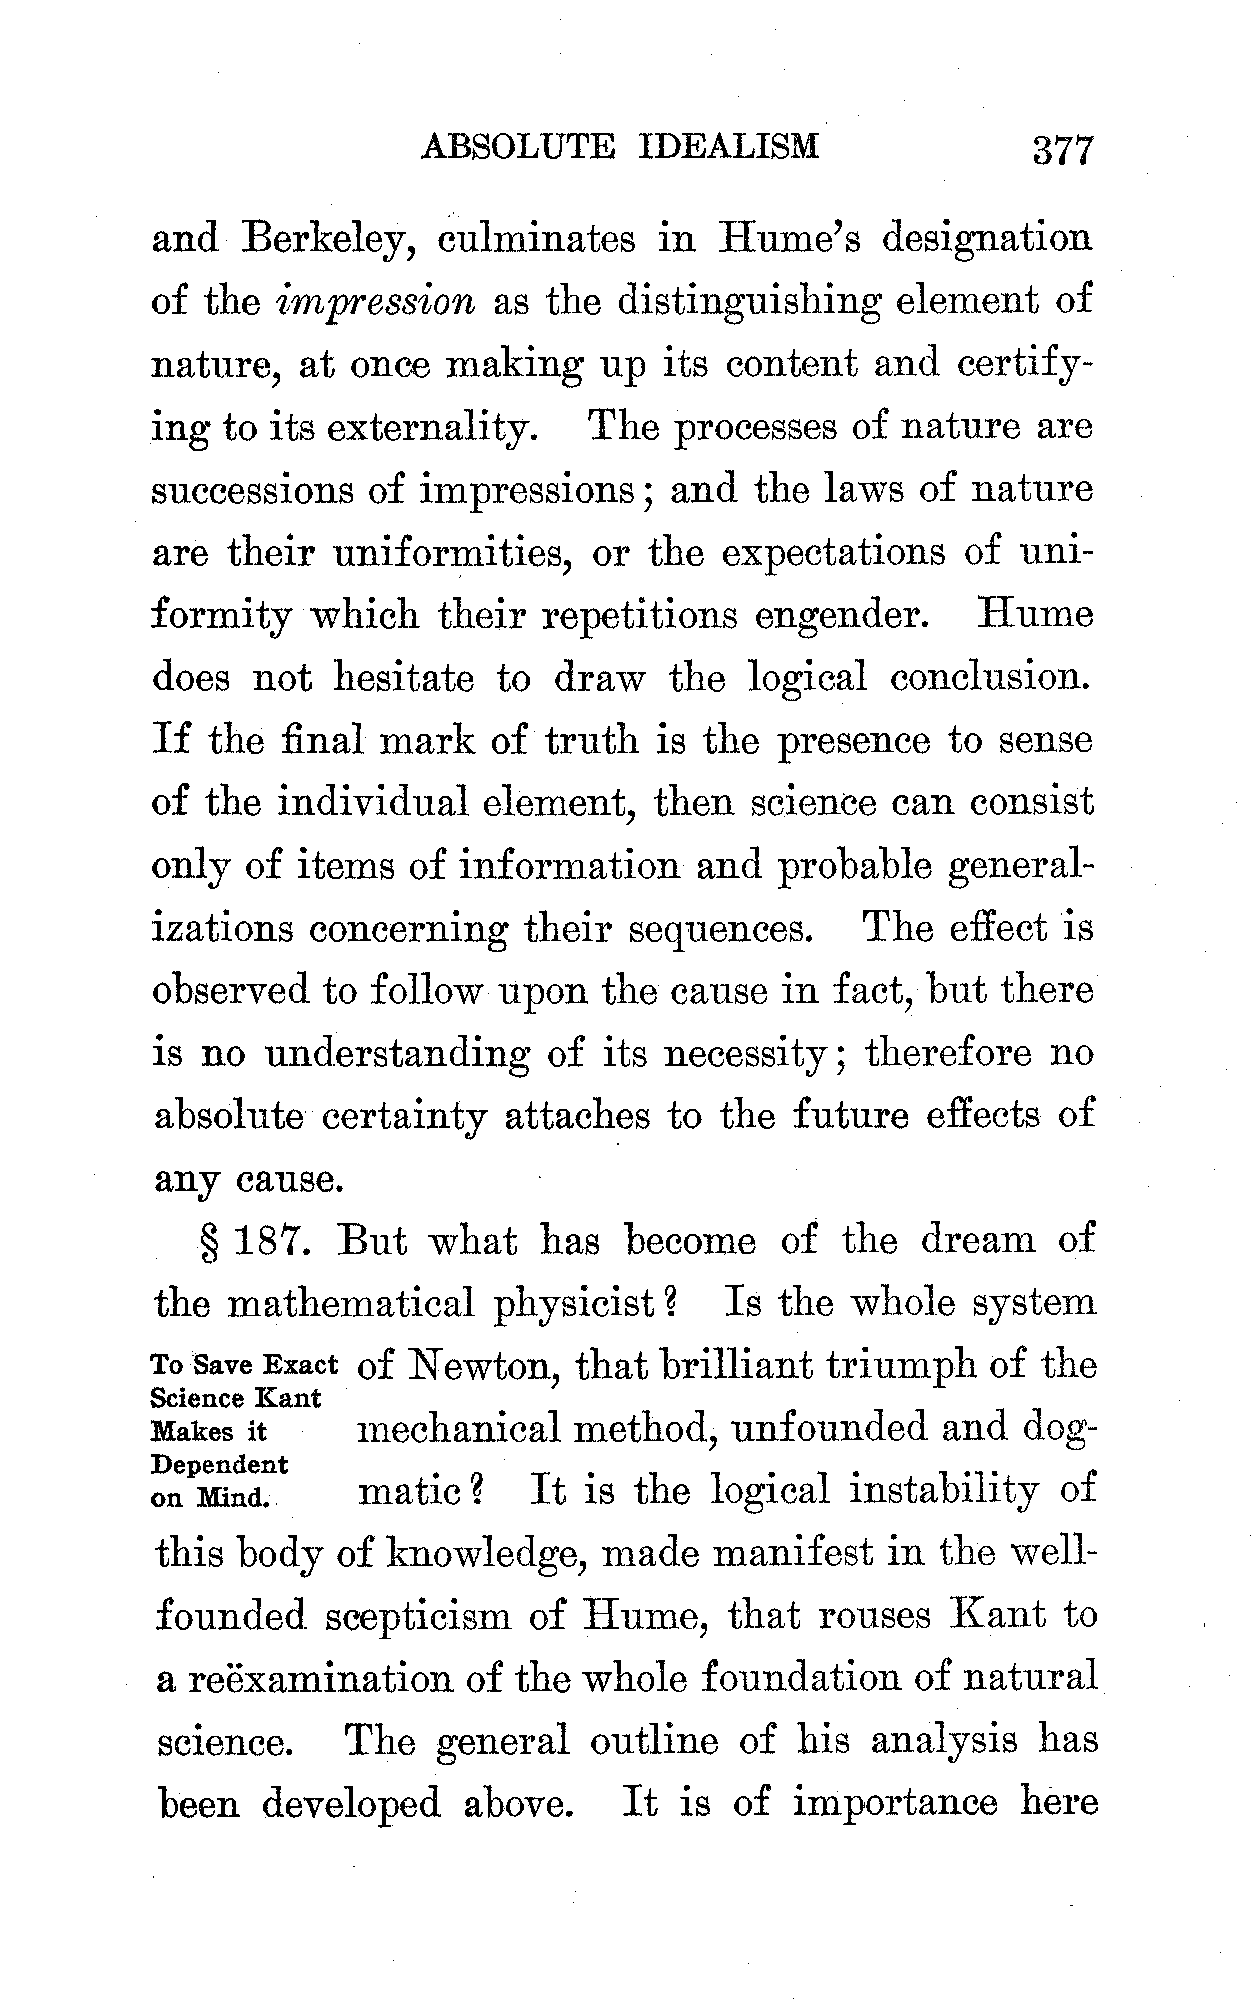 ABSOLUTE IDEALISM 377
and Berkeley, culminates in Hume's designation
of the impression as the distinguishing element of
nature, at once making up its content and certify-
ing to its externality. The processes of nature are
successions of impressions; and the laws of nature
are their uniformities, or the expectations of uni-
formity which their repetitions engender. Hume
does not hesitate to draw the logical conclusion.
If the final mark of truth is the presence to sense
of the individual element, then science can consist
only of items of information and probable general-
izations concerning their sequences. The effect is
observed to follow upon the cause in fact, but there
is no understanding of its necessity; therefore no
absolute certainty attaches to the future effects of
any cause.
§ 187. But what has become of the dream of
the mathematical physicist? Is the whole system
To Save Exact
Science Kant
Makes it
Dependent
on Mind.
of Newton, that brilliant triumph of the
mechanical method, unfounded and dog-
matic? It is the logical instability of
this body of knowledge, made manifest in the well-
founded scepticism of Hume, that rouses Kant to
a reëxamination of the whole foundation of natural
science. The general outline of his analysis has
been developed above. It is of importance here